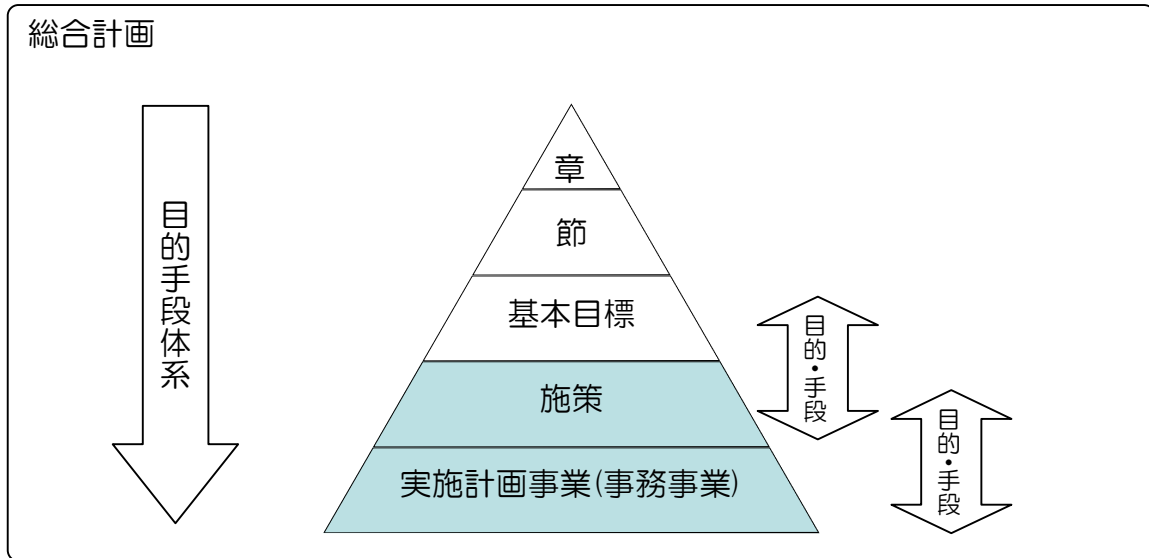 総合計画
目的手段体系
章
節
基本目標
施策
実施計画事業(事務事業)
目的・手段
目的・手段